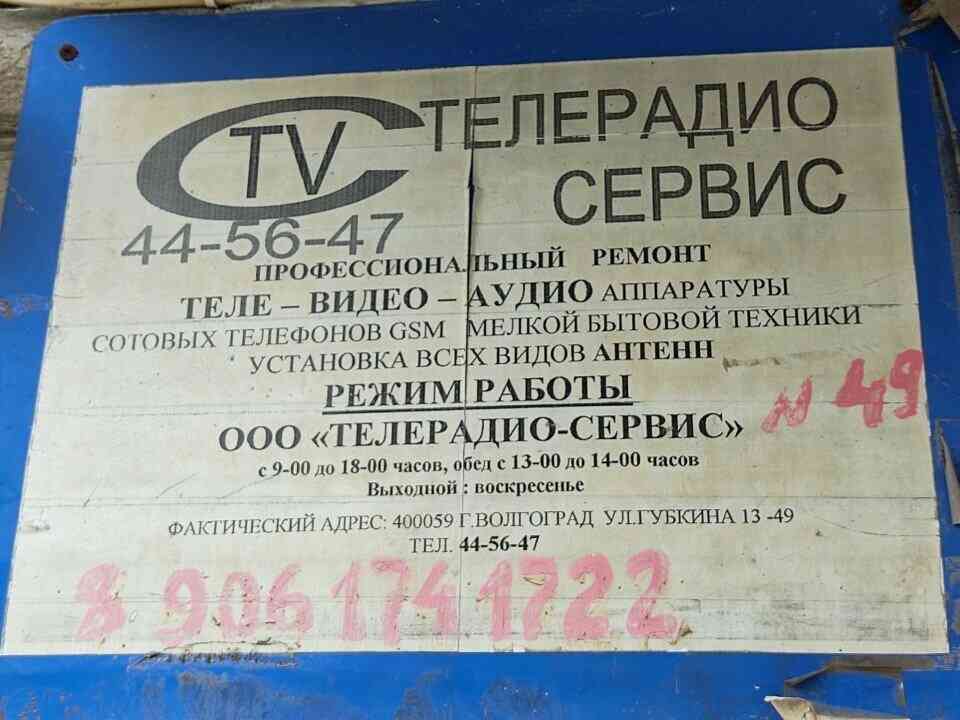 TV ТЕЛЕРАДИО
СЕРВИС
44-56-47
ПРОФЕССИОНАЛЬНЫЙ РЕМОНТ
ТЕЛЕ – ВИДЕО – АУДИО АППАРАТУРЫ
СОТОВЫХ ТЕЛЕФОНОВ GSM МЕЛКОЙ БЫТОВОЙ ТЕХНИКИ
УСТАНОВКА ВСЕХ ВИДОВ АНТЕНН
РЕЖИМ РАБОТЫ
N 49
ООО «ТЕЛЕРАДИО-СЕРВИС»
с 9-00 до 18-00 часов, обед с 13-00 до 14-00 часов
Выходной : воскресенье
ФАКТИЧЕСКИЙ АДРЕС: 400059 Г.ВОЛГОГРАД УЛ.ГУБКИНА 13 -49
ТЕЛ. 44-56-47
8 906 174 1722